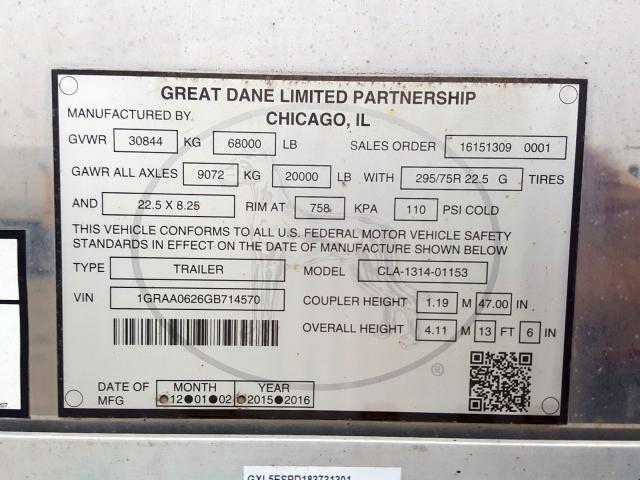 GREAT DANE LIMITED PARTNERSHIP
MANUFACTURED BY CHICAGO, IL
GVWR 30844 KG 68000 LB SALES ORDER 16151309 0001
GAWR ALL AXLES 9072 KG 20000 LB WITH 295/75R 22.5 G TIRES
AND 22.5 X 8.25 RIM AT 758 KPA 110 PSI COLD
THIS VEHICLE CONFORMS TO ALL U.S. FEDERAL MOTOR VEHICLE SAFETY
STANDARDS IN EFFECT ON THE DATE OF MANUFACTURE SHOWN BELOW
TYPE TRAILER MODEL CLA-1314-01153
VIN 1GRAA0626GB714570 COUPLER HEIGHT 1.19 M 47.00 IN
OVERALL HEIGHT 4.11 M 13 FT 6 IN
®
DATE OF MFG MONTH YEAR
12 01 02 2015 2016
207